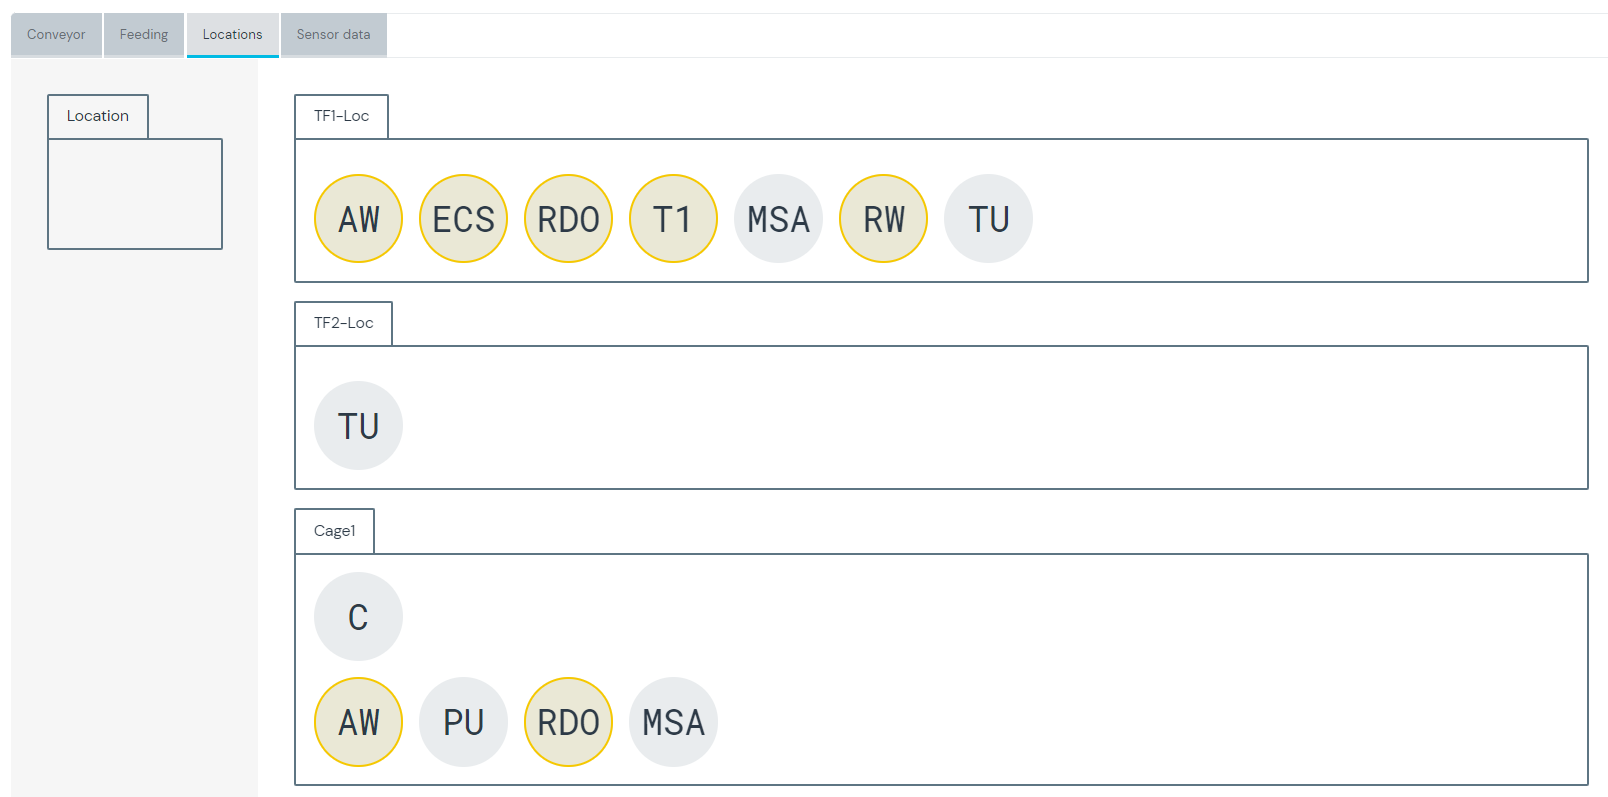 Conveyor Feeding Locations Sensor data
Location
TF1-Loc
AW ECS RDO T1 MSA RW TU
TF2-Loc
TU
Cage1
C
AW PU RDO MSA